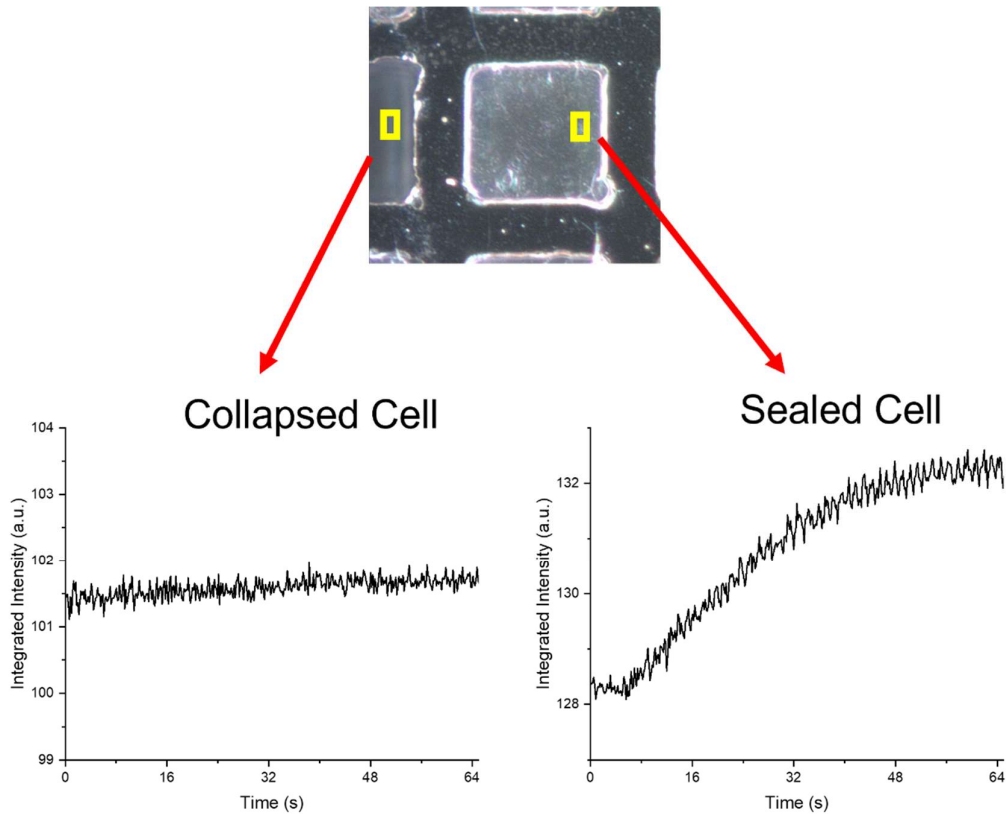 Collapsed Cell
104
103
102
101
100
99
Integrated Intensity (a.u.)
0 16 32 48 64
Time (s)
Sealed Cell
132
130
128
Integrated Intensity (a.u.)
0 16 32 48 64
Time (s)